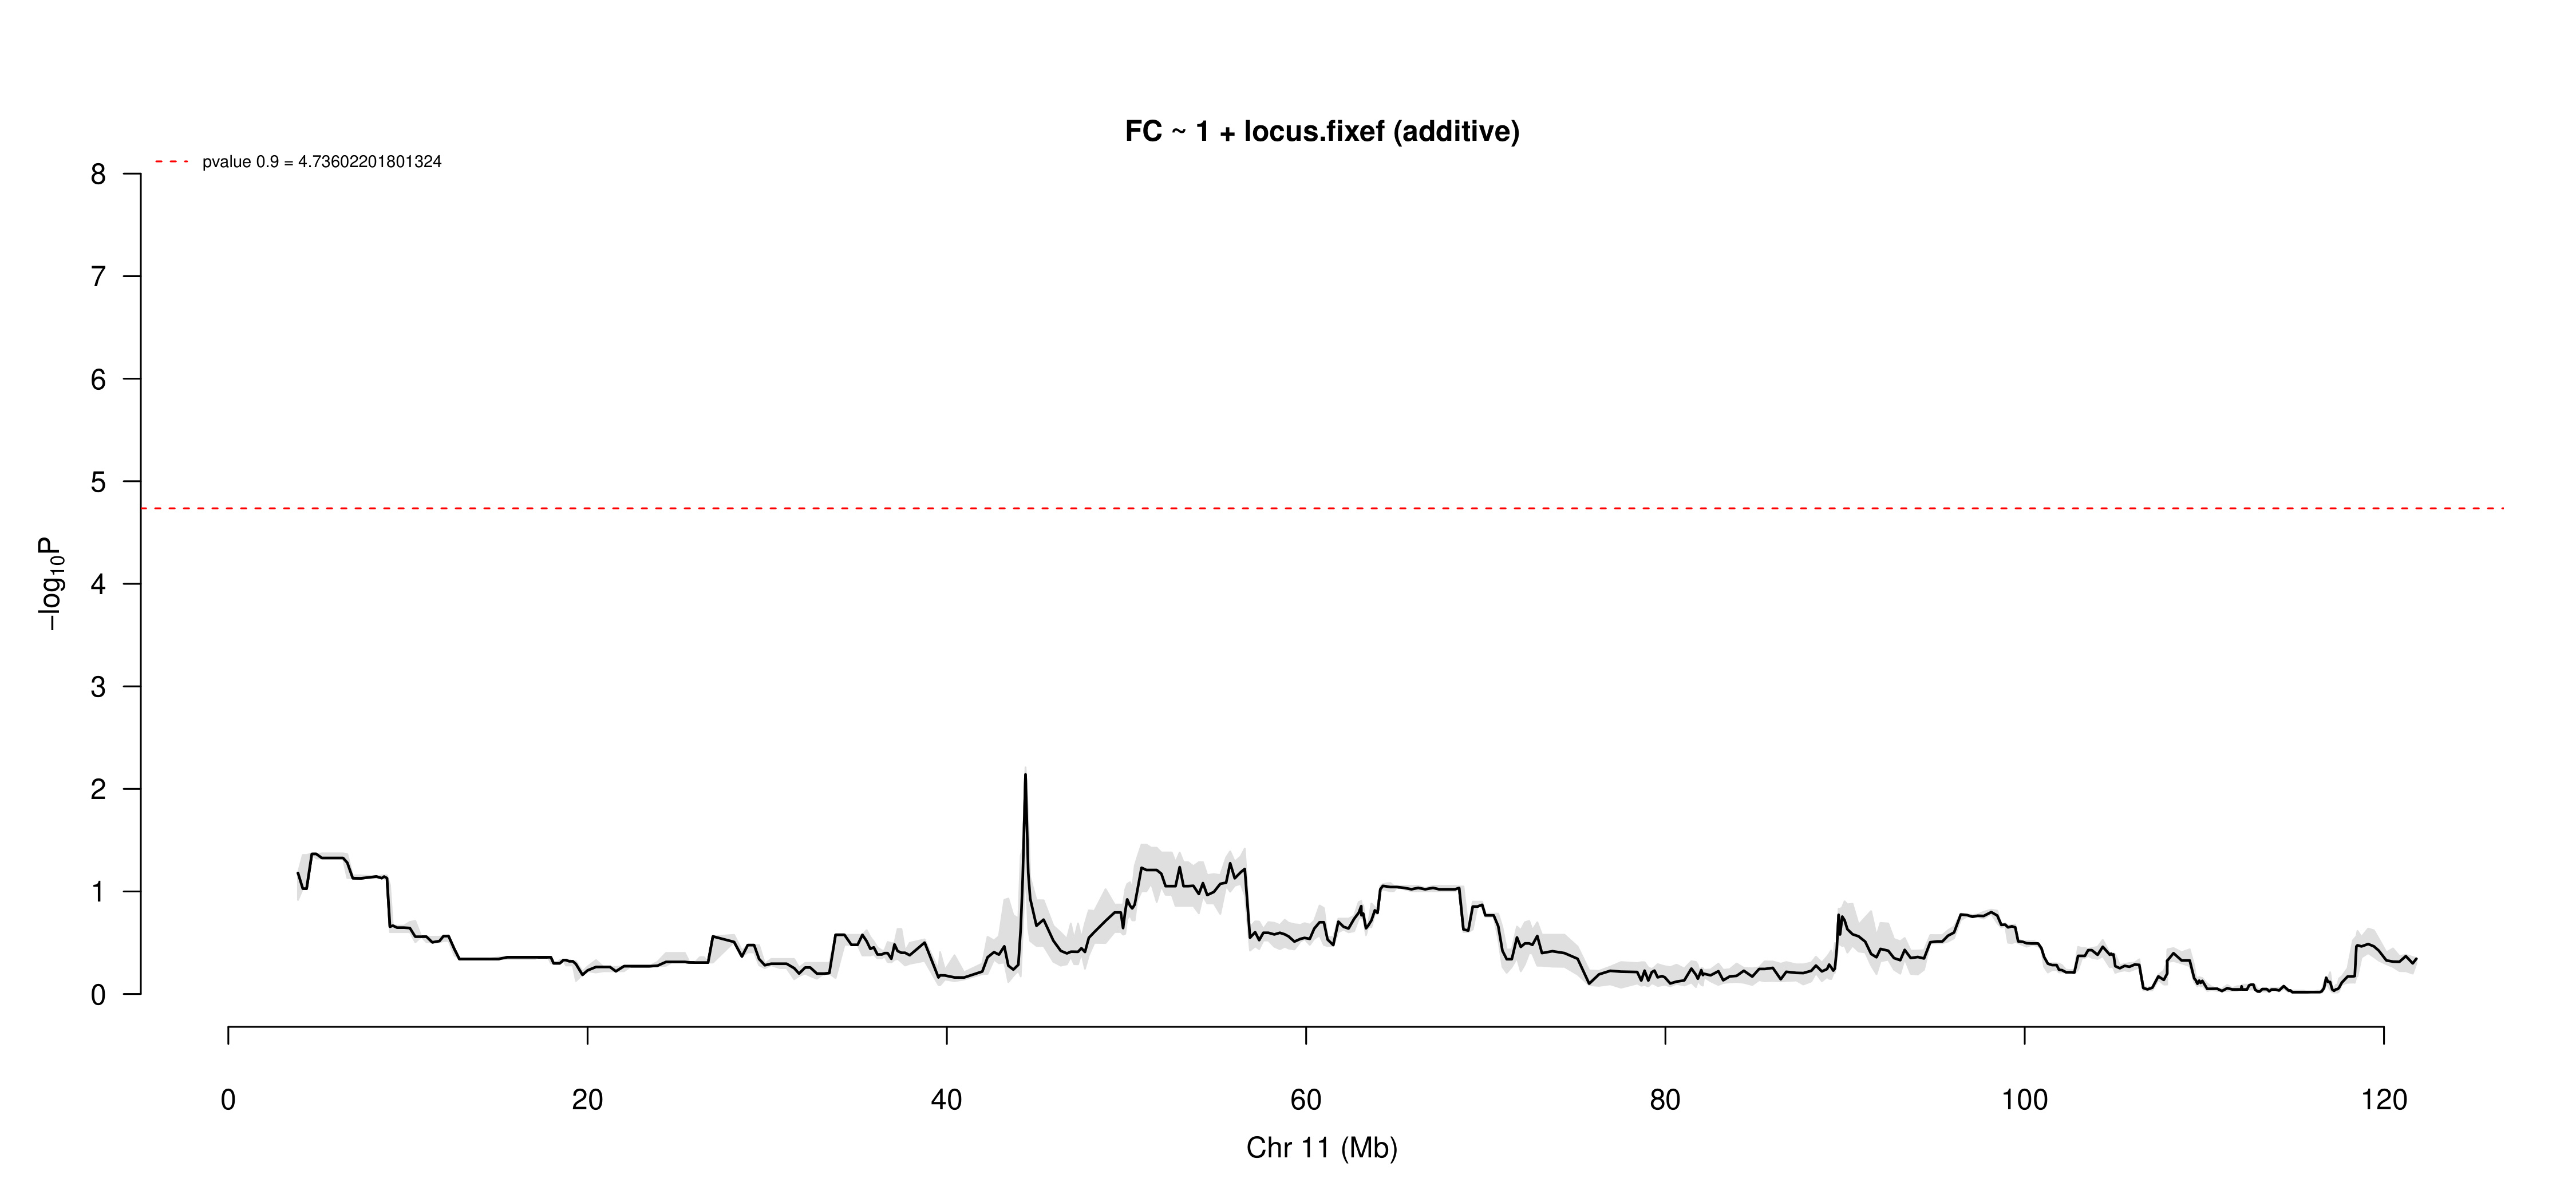 FC ~ 1 + locus.fixef (additive)
pvalue 0.9 = 4.73602201801324
8
7
6
5
4
3
2
1
0
−log10P
0 20 40 60 80 100 120
Chr 11 (Mb)